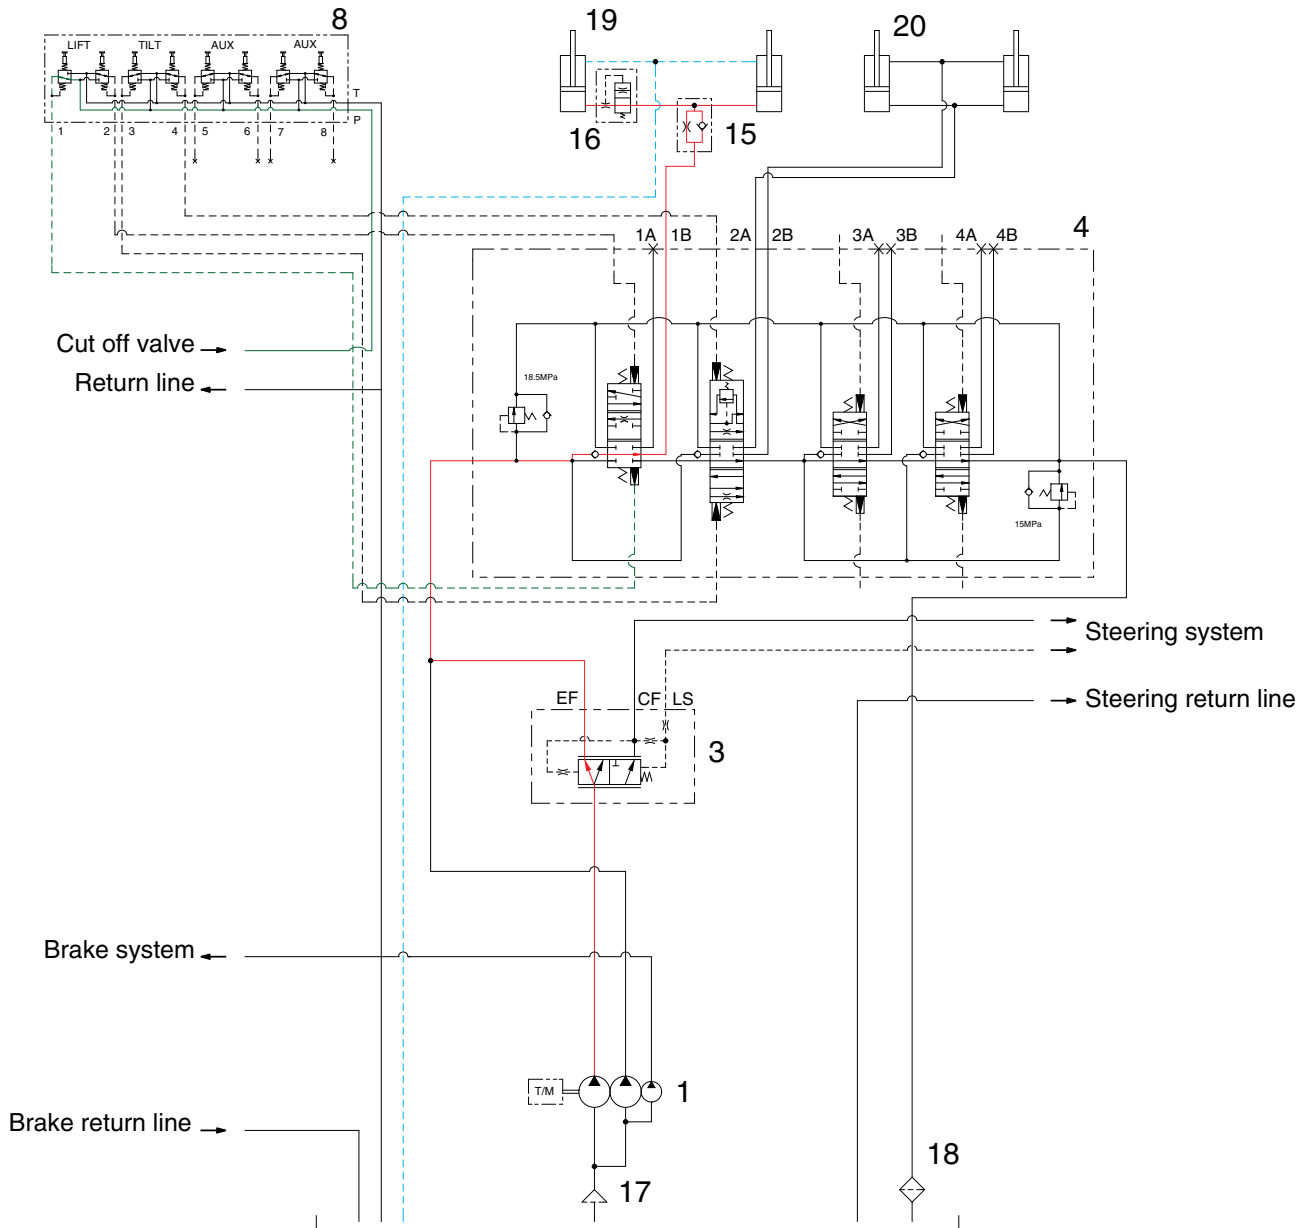 8
19
20
LIFT
TILT
AUX
AUX
T
P
1
2
3
4
5
6
7
8
16
15
1A
1B
2A
2B
3A
3B
4A
4B
4
Cut off valve
Return line
18.5MPa
15MPa
Steering system
Steering return line
EF
CF
LS
3
Brake system
T/M
1
Brake return line
17
18